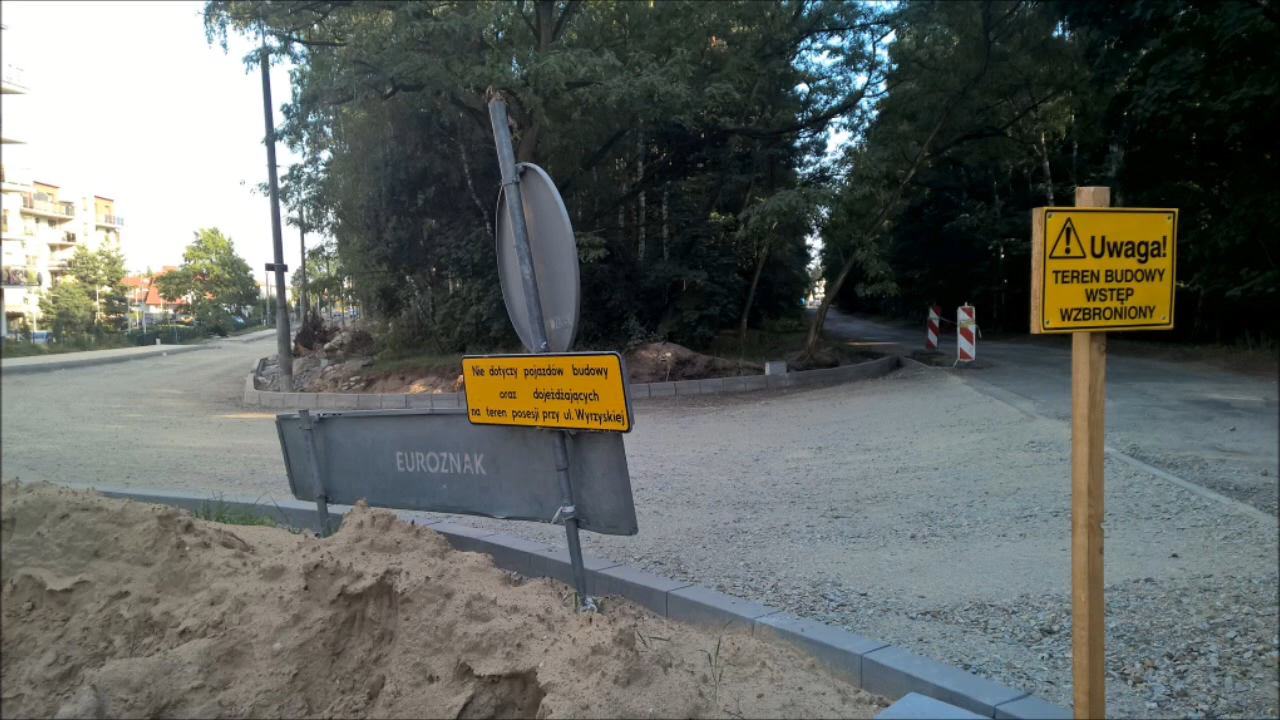 Nie dotyczy pojazdów budowy
oraz dojeżdżających
na teren posesji przy ul. Wyrzyskiej
EUROZNAK
Uwaga!
TEREN BUDOWY
WSTĘP
WZBRONIONY